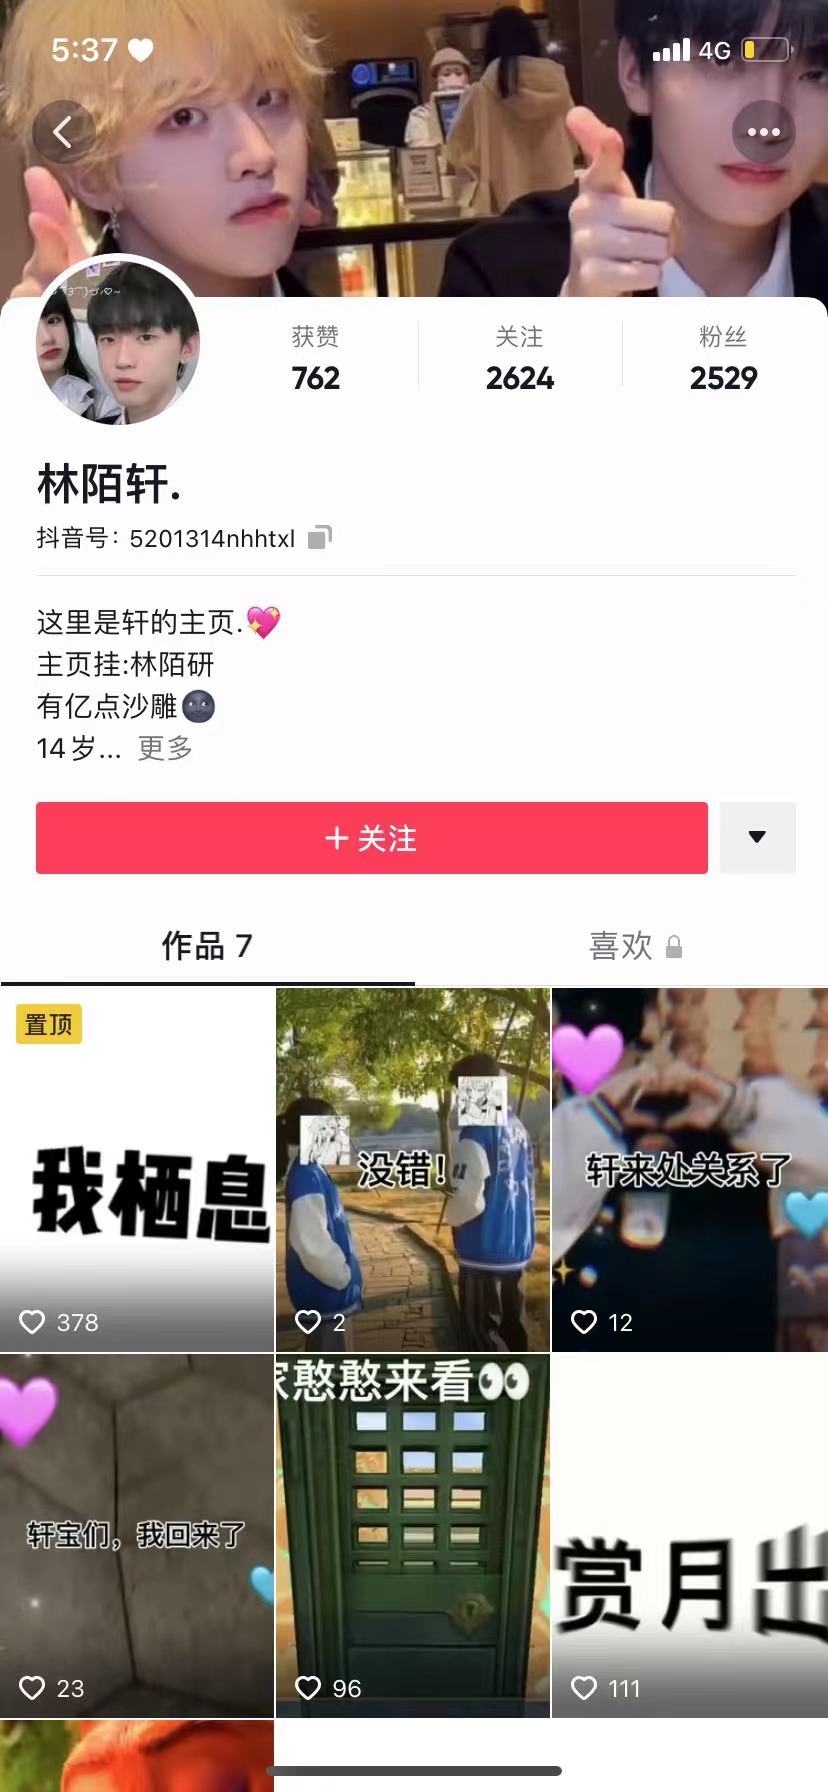 5:37
4G
获赞
762
关注
2624
粉丝
2529
林陌轩.
抖音号：5201314nhhtxl
这里是轩的主页.💖
主页挂:林陌研
有亿点沙雕🌚
14岁... 更多
＋关注
作品 7
喜欢
置顶
我栖息
378
没错！
2
轩来处关系了
12
轩宝们，我回来了
23
家憨憨来看👀
96
赏月出
111